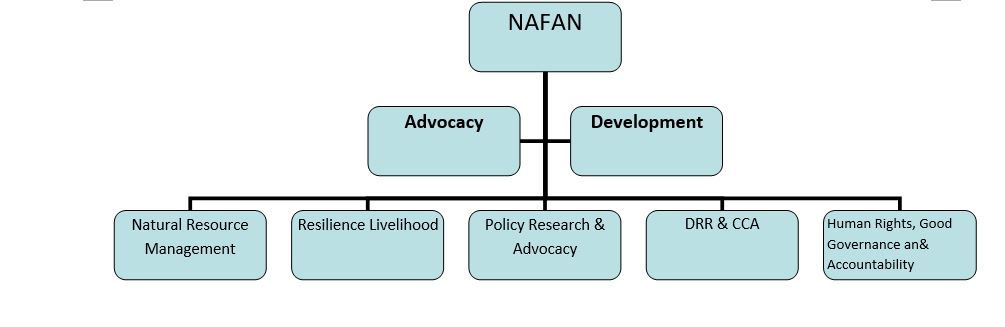 NAFAN
Advocacy
Development
Natural Resource
Management
Resilience Livelihood
Policy Research &
Advocacy
DRR & CCA
Human Rights, Good
Governance an&
Accountability